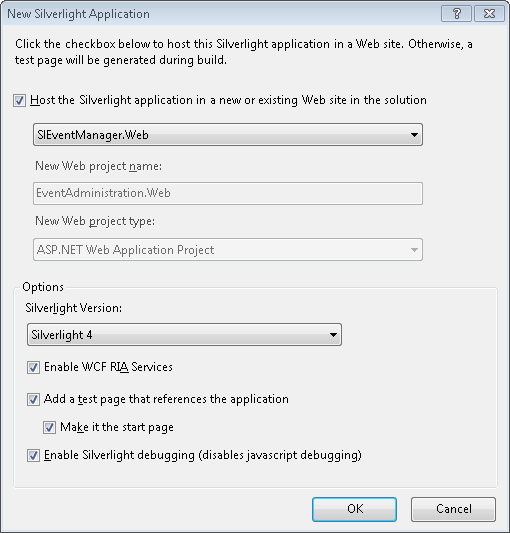 New Silverlight Application
Click the checkbox below to host this Silverlight application in a Web site. Otherwise, a
test page will be generated during build.
Host the Silverlight application in a new or existing Web site in the solution
SlEventManager.Web
New Web project name:
EventAdministration.Web
New Web project type:
ASP.NET Web Application Project
Options
Silverlight Version:
Silverlight 4
Enable WCF RIA Services
Add a test page that references the application
Make it the start page
Enable Silverlight debugging (disables javascript debugging)
OK
Cancel